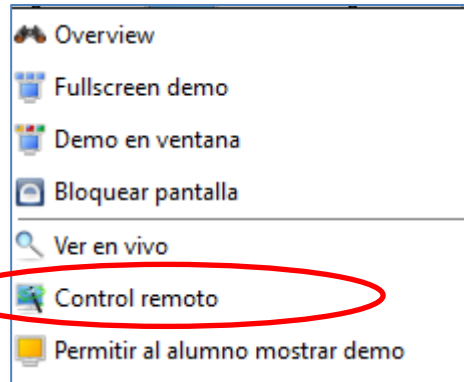 Overview
Fullscreen demo
Demo en ventana
Bloquear pantalla
Ver en vivo
Control remoto
Permitir al alumno mostrar demo